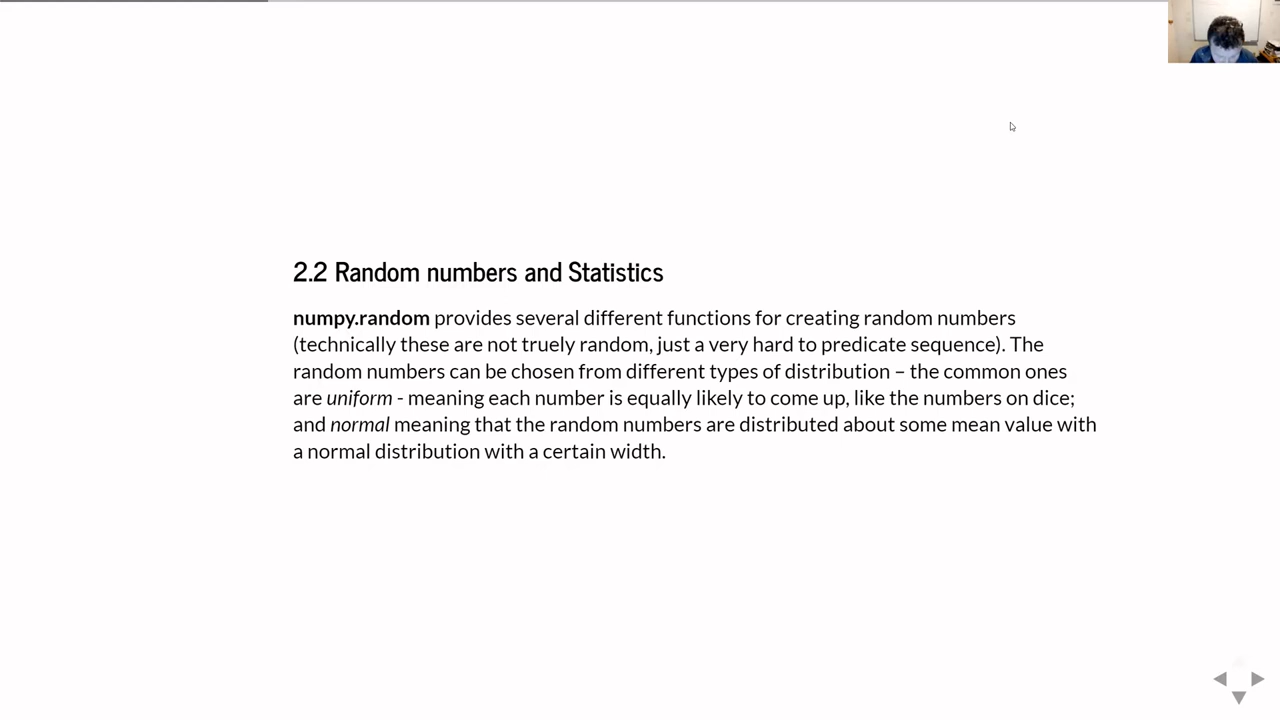 2.2 Random numbers and Statistics
numpy.random provides several different functions for creating random numbers
(technically these are not truely random, just a very hard to predicate sequence). The
random numbers can be chosen from different types of distribution – the common ones
are uniform - meaning each number is equally likely to come up, like the numbers on dice;
and normal meaning that the random numbers are distributed about some mean value with
a normal distribution with a certain width.